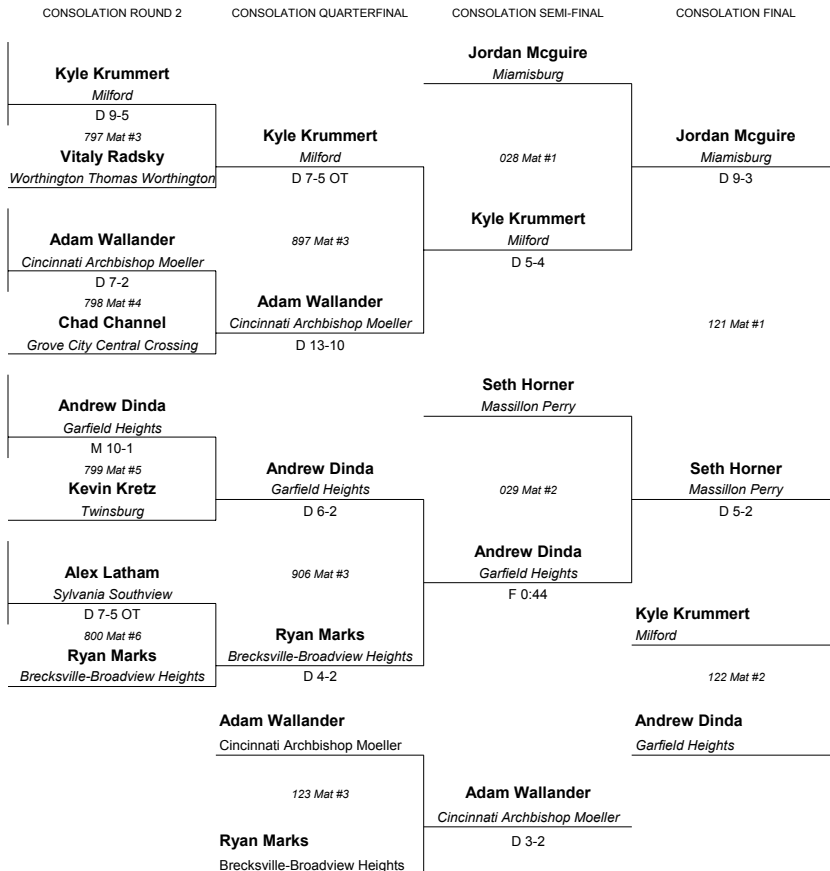 CONSOLATION ROUND 2
CONSOLATION QUARTERFINAL
CONSOLATION SEMI-FINAL
CONSOLATION FINAL
Kyle Krummert
Milford
D 9-5
797 Mat #3
Vitaly Radsky
Worthington Thomas Worthington
Adam Wallander
Cincinnati Archbishop Moeller
D 7-2
798 Mat #4
Chad Channel
Grove City Central Crossing
Andrew Dinda
Garfield Heights
M 10-1
799 Mat #5
Kevin Kretz
Twinsburg
Alex Latham
Sylvania Southview
D 7-5 OT
800 Mat #6
Ryan Marks
Brecksville-Broadview Heights
Kyle Krummert
Milford
D 7-5 OT
897 Mat #3
Adam Wallander
Cincinnati Archbishop Moeller
D 13-10
Andrew Dinda
Garfield Heights
D 6-2
906 Mat #3
Ryan Marks
Brecksville-Broadview Heights
D 4-2
Adam Wallander
Cincinnati Archbishop Moeller
123 Mat #3
Ryan Marks
Brecksville-Broadview Heights
Jordan Mcguire
Miamisburg
028 Mat #1
Kyle Krummert
Milford
D 5-4
Seth Horner
Massillon Perry
029 Mat #2
Andrew Dinda
Garfield Heights
F 0:44
Adam Wallander
Cincinnati Archbishop Moeller
D 3-2
Jordan Mcguire
Miamisburg
D 9-3
121 Mat #1
Seth Horner
Massillon Perry
D 5-2
Kyle Krummert
Milford
122 Mat #2
Andrew Dinda
Garfield Heights